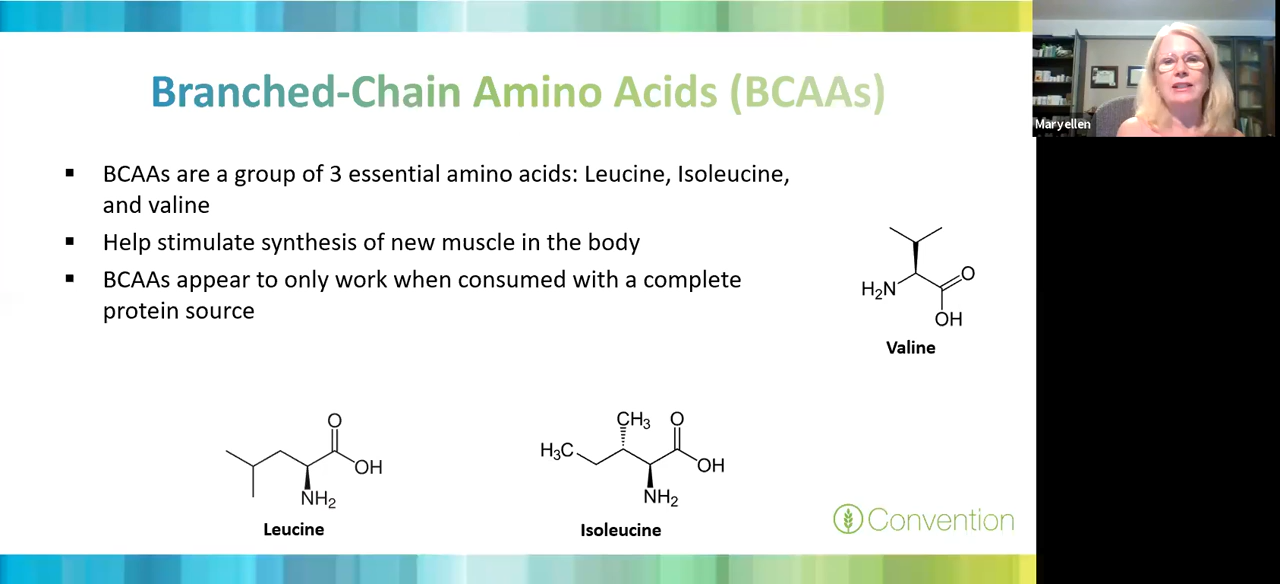 Branched-Chain Amino Acids (BCAAs)
Maryellen
▪ BCAAs are a group of 3 essential amino acids: Leucine, Isoleucine,
and valine
▪ Help stimulate synthesis of new muscle in the body
▪ BCAAs appear to only work when consumed with a complete
protein source
O
H₂N
OH
Valine
O
OH
NH₂
Leucine
CH₃ O
H₃C
OH
NH₂
Isoleucine
Convention